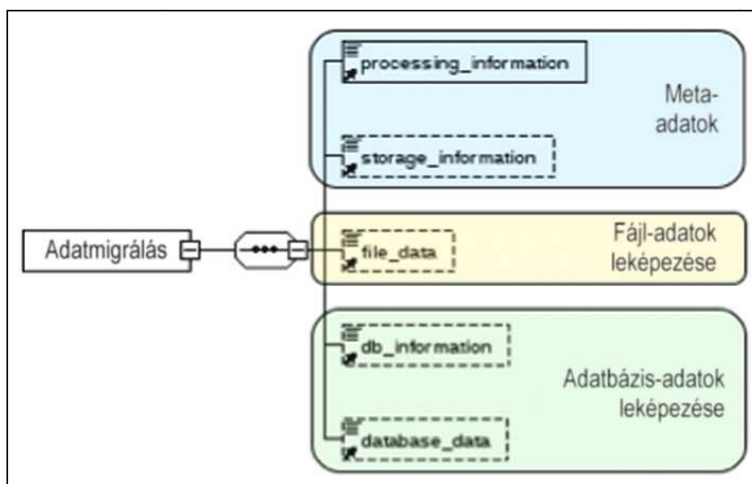 processing_information
Meta-
adatok
storage_information
Adatmigrálás
file_data
Fájl-adatok
leképezése
db_information
Adatbázis-adatok
leképezése
database_data